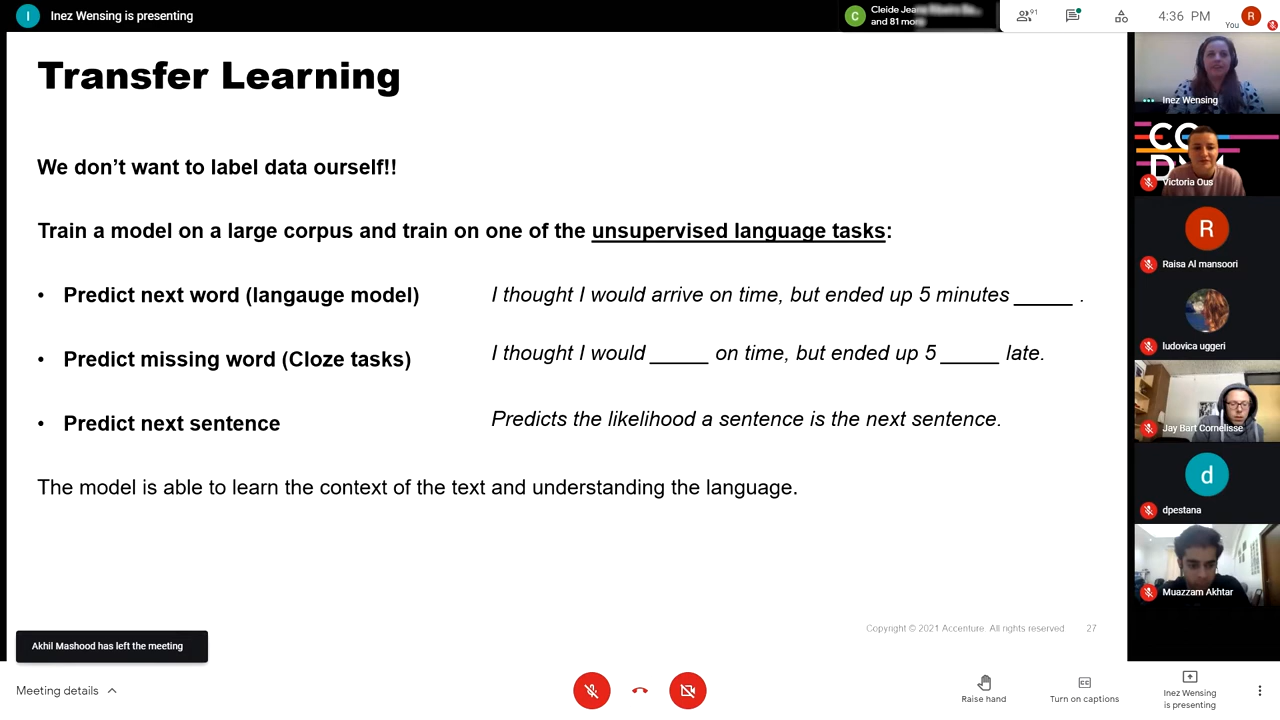 I
Inez Wensing is presenting
C
Cleide Jean
and 81 more
91
4:36 PM
You
R
Transfer Learning
We don’t want to label data ourself!!
Train a model on a large corpus and train on one of the unsupervised language tasks:
• Predict next word (langauge model) I thought I would arrive on time, but ended up 5 minutes _____ .
• Predict missing word (Cloze tasks) I thought I would _____ on time, but ended up 5 _____ late.
• Predict next sentence Predicts the likelihood a sentence is the next sentence.
The model is able to learn the context of the text and understanding the language.
Copyright © 2021 Accenture. All rights reserved 27
Inez Wensing
CO
Victoria Ous
R
Raisa Al mansoori
ludovica uggeri
Jay Bart Cornelisse
d
dpestana
Muazzam Akhtar
Akhil Mashood has left the meeting
Meeting details
Raise hand
CC
Turn on captions
Inez Wensing
is presenting